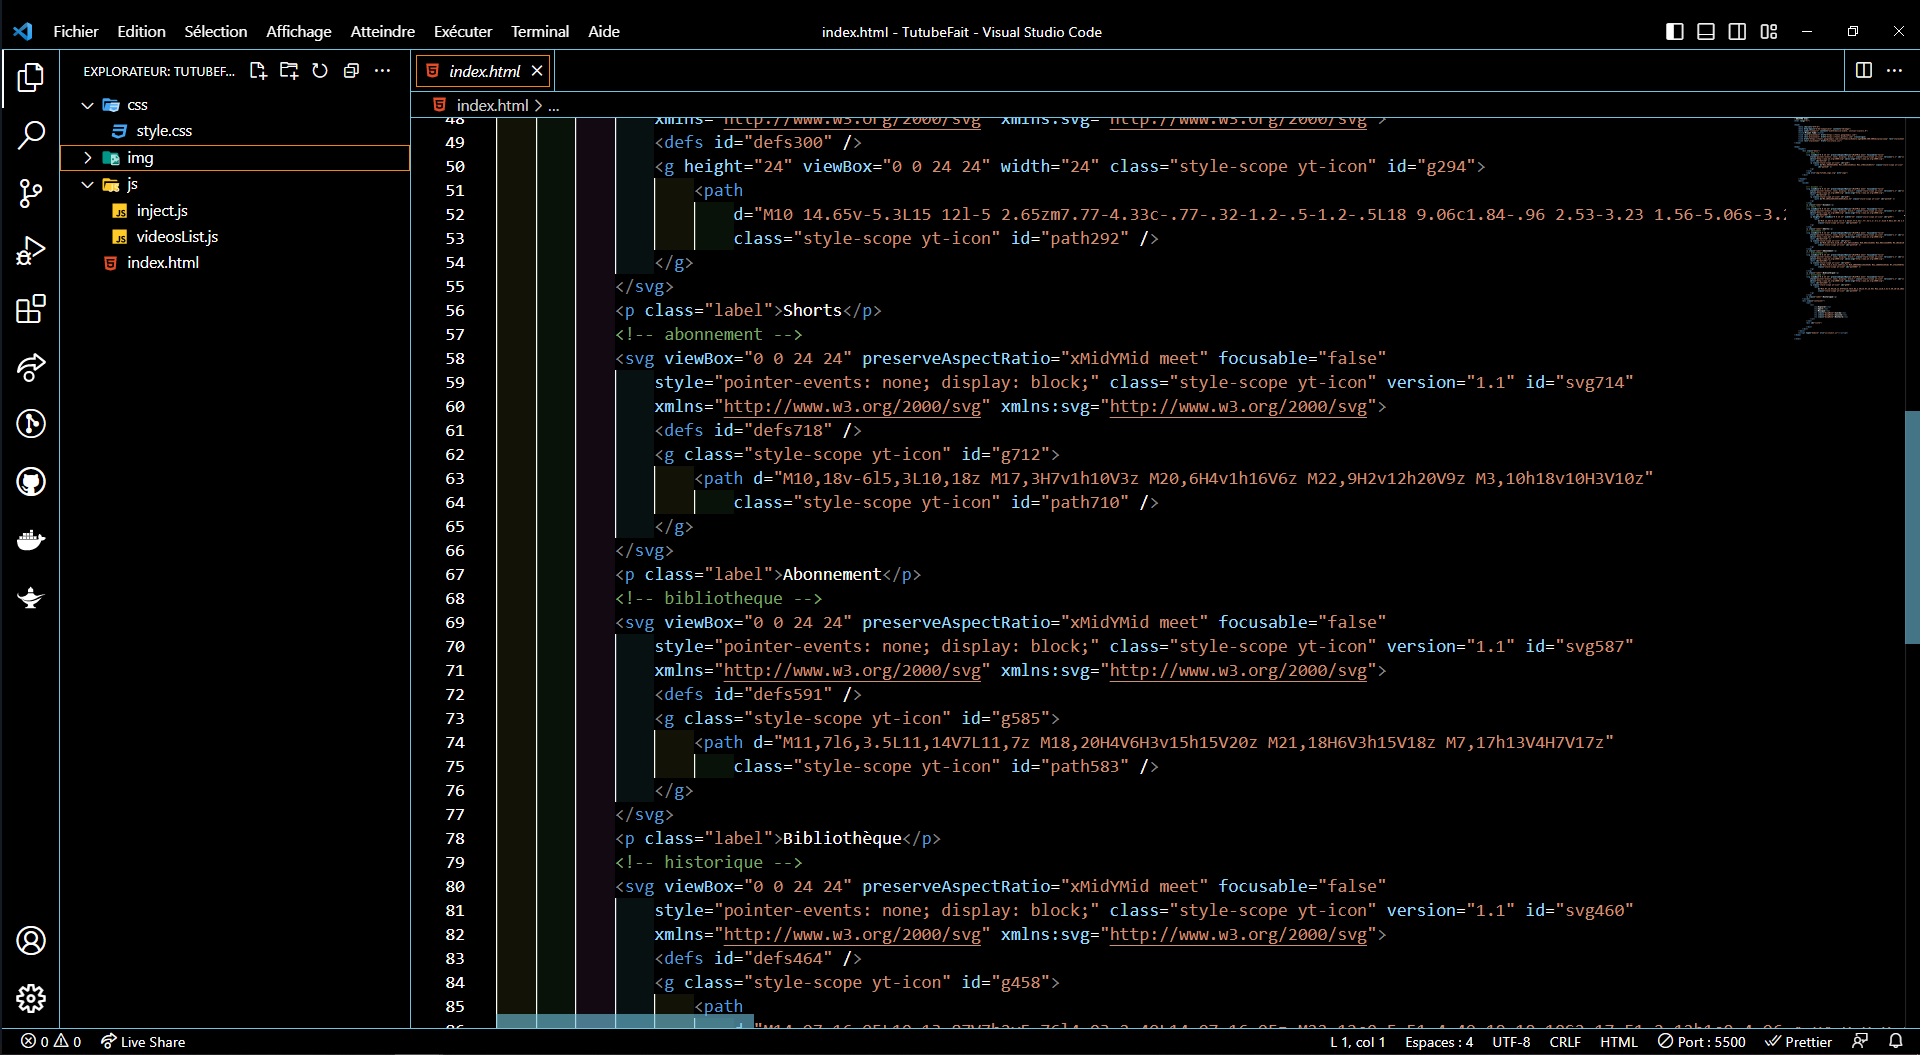 Fichier Edition Sélection Affichage Atteindre Exécuter Terminal Aide
index.html - TutubeFait - Visual Studio Code
EXPLORATEUR: TUTUBEF...
css
style.css
img
js
inject.js
videosList.js
index.html
index.html
index.html > ...
48 xmlns="http://www.w3.org/2000/svg" xmlns:svg="http://www.w3.org/2000/svg">
49 <defs id="defs300" />
50 <g height="24" viewBox="0 0 24 24" width="24" class="style-scope yt-icon" id="g294">
51 <path
52 d="M10 14.65v-5.3L15 12l-5 2.65zm7.77-4.33c-.77-.32-1.2-.5-1.2-.5L18 9.06c1.84-.96 2.53-3.23 1.56-5.06s-3.2
53 class="style-scope yt-icon" id="path292" />
54 </g>
55 </svg>
56 <p class="label">Shorts</p>
57 <!-- abonnement -->
58 <svg viewBox="0 0 24 24" preserveAspectRatio="xMidYMid meet" focusable="false"
59 style="pointer-events: none; display: block;" class="style-scope yt-icon" version="1.1" id="svg714"
60 xmlns="http://www.w3.org/2000/svg" xmlns:svg="http://www.w3.org/2000/svg">
61 <defs id="defs718" />
62 <g class="style-scope yt-icon" id="g712">
63 <path d="M10,18v-6l5,3L10,18z M17,3H7v1h10V3z M20,6H4v1h16V6z M22,9H2v12h20V9z M3,10h18v10H3V10z"
64 class="style-scope yt-icon" id="path710" />
65 </g>
66 </svg>
67 <p class="label">Abonnement</p>
68 <!-- bibliotheque -->
69 <svg viewBox="0 0 24 24" preserveAspectRatio="xMidYMid meet" focusable="false"
70 style="pointer-events: none; display: block;" class="style-scope yt-icon" version="1.1" id="svg587"
71 xmlns="http://www.w3.org/2000/svg" xmlns:svg="http://www.w3.org/2000/svg">
72 <defs id="defs591" />
73 <g class="style-scope yt-icon" id="g585">
74 <path d="M11,7l6,3.5L11,14V7L11,7z M18,20H4V6H3v15h15V20z M21,18H6V3h15V18z M7,17h13V4H7V17z"
75 class="style-scope yt-icon" id="path583" />
76 </g>
77 </svg>
78 <p class="label">Bibliothèque</p>
79 <!-- historique -->
80 <svg viewBox="0 0 24 24" preserveAspectRatio="xMidYMid meet" focusable="false"
81 style="pointer-events: none; display: block;" class="style-scope yt-icon" version="1.1" id="svg460"
82 xmlns="http://www.w3.org/2000/svg" xmlns:svg="http://www.w3.org/2000/svg">
83 <defs id="defs464" />
84 <g class="style-scope yt-icon" id="g458">
85 <path
86
0 0 Live Share L 1, col 1 Espaces : 4 UTF-8 CRLF HTML Port : 5500 Prettier